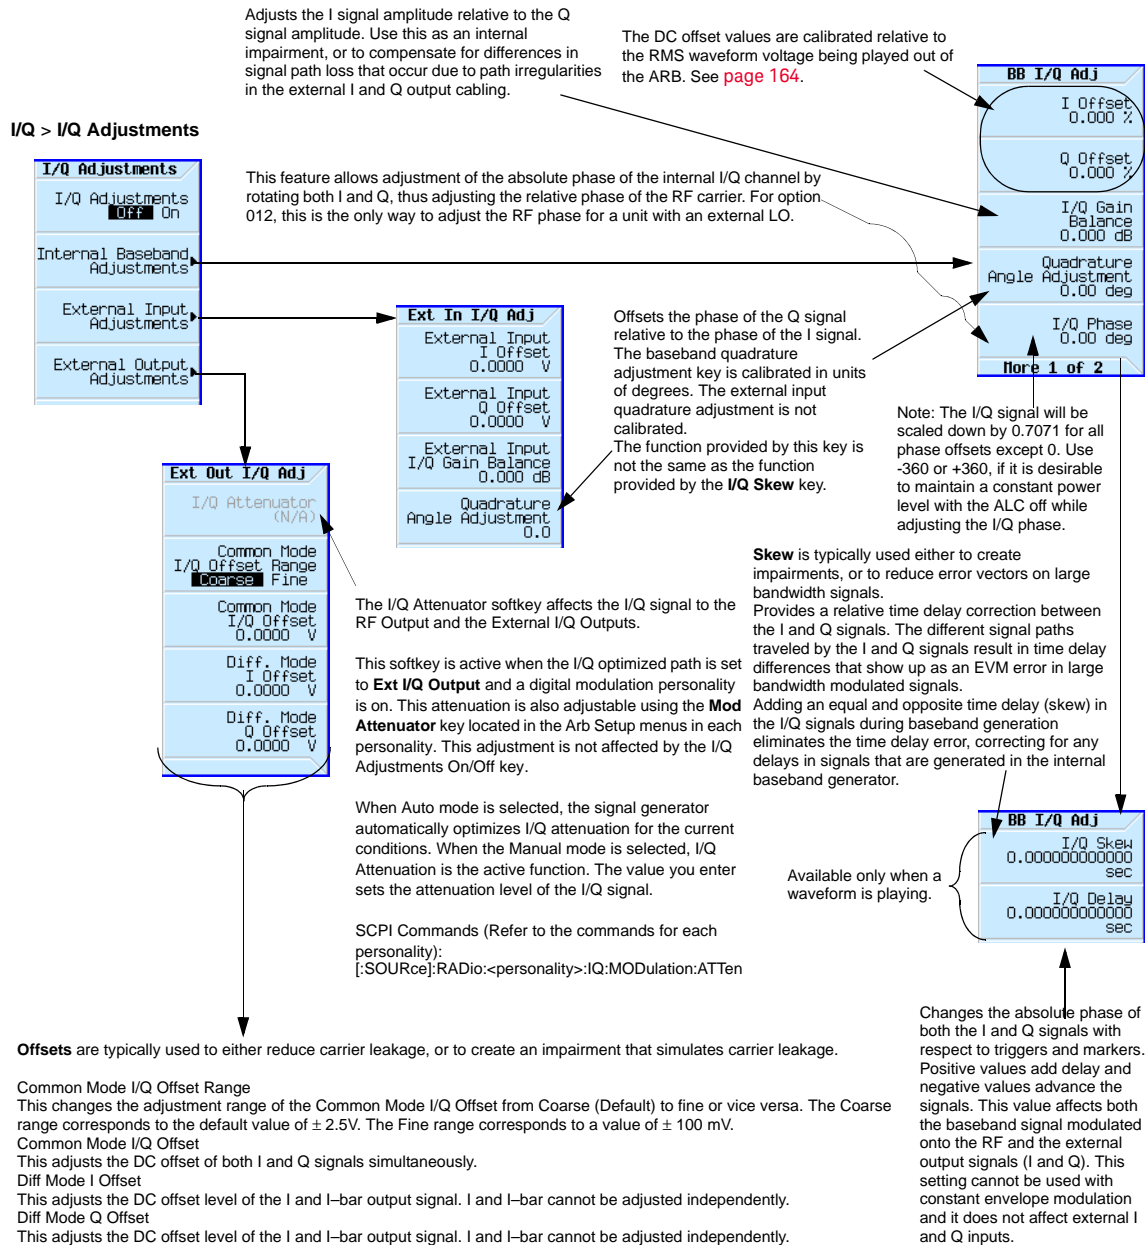 Adjusts the I signal amplitude relative to the Q
signal amplitude. Use this as an internal
impairment, or to compensate for differences in
signal path loss that occur due to path irregularities
in the external I and Q output cabling.
The DC offset values are calibrated relative to
the RMS waveform voltage being played out of
the ARB. See page 164.
I/Q > I/Q Adjustments
This feature allows adjustment of the absolute phase of the internal I/Q channel by
rotating both I and Q, thus adjusting the relative phase of the RF carrier. For option
012, this is the only way to adjust the RF phase for a unit with an external LO.
I/Q Adjustments
I/Q Adjustments
Off On
Internal Baseband
Adjustments
External Input
Adjustments
External Output
Adjustments
BB I/Q Adj
I Offset
0.000 %
Q Offset
0.000 %
I/Q Gain
Balance
0.000 dB
Quadrature
Angle Adjustment
0.00 deg
I/Q Phase
0.00 deg
More 1 of 2
Ext In I/Q Adj
External Input
I Offset
0.0000 V
External Input
Q Offset
0.0000 V
External Input
I/Q Gain Balance
0.000 dB
Quadrature
Angle Adjustment
0.0
Offsets the phase of the Q signal
relative to the phase of the I signal.
The baseband quadrature
adjustment key is calibrated in units
of degrees. The external input
quadrature adjustment is not
calibrated.
The function provided by this key is
not the same as the function
provided by the I/Q Skew key.
Note: The I/Q signal will be
scaled down by 0.7071 for all
phase offsets except 0. Use
-360 or +360, if it is desirable
to maintain a constant power
level with the ALC off while
adjusting the I/Q phase.
Ext Out I/Q Adj
I/Q Attenuator
(N/A)
Common Mode
I/Q Offset Range
Coarse Fine
Common Mode
I/Q Offset
0.0000 V
Diff. Mode
I Offset
0.0000 V
Diff. Mode
Q Offset
0.0000 V
The I/Q Attenuator softkey affects the I/Q signal to the
RF Output and the External I/Q Outputs.
This softkey is active when the I/Q optimized path is set
to Ext I/Q Output and a digital modulation personality
is on. This attenuation is also adjustable using the Mod
Attenuator key located in the Arb Setup menus in each
personality. This adjustment is not affected by the I/Q
Adjustments On/Off key.
When Auto mode is selected, the signal generator
automatically optimizes I/Q attenuation for the current
conditions. When the Manual mode is selected, I/Q
Attenuation is the active function. The value you enter
sets the attenuation level of the I/Q signal.
SCPI Commands (Refer to the commands for each
personality):
[:SOURce]:RADio:<personality>:IQ:MODulation:ATTen
Skew is typically used either to create
impairments, or to reduce error vectors on large
bandwidth signals.
Provides a relative time delay correction between
the I and Q signals. The different signal paths
traveled by the I and Q signals result in time delay
differences that show up as an EVM error in large
bandwidth modulated signals.
Adding an equal and opposite time delay (skew) in
the I/Q signals during baseband generation
eliminates the time delay error, correcting for any
delays in signals that are generated in the internal
baseband generator.
BB I/Q Adj
I/Q Skew
0.000000000000
sec
I/Q Delay
0.000000000000
sec
Available only when a
waveform is playing.
Changes the absolute phase of
both the I and Q signals with
respect to triggers and markers.
Positive values add delay and
negative values advance the
signals. This value affects both
the baseband signal modulated
onto the RF and the external
output signals (I and Q). This
setting cannot be used with
constant envelope modulation
and it does not affect external I
and Q inputs.
Offsets are typically used to either reduce carrier leakage, or to create an impairment that simulates carrier leakage.
Common Mode I/Q Offset Range
This changes the adjustment range of the Common Mode I/Q Offset from Coarse (Default) to fine or vice versa. The Coarse
range corresponds to the default value of ± 2.5V. The Fine range corresponds to a value of ± 100 mV.
Common Mode I/Q Offset
This adjusts the DC offset of both I and Q signals simultaneously.
Diff Mode I Offset
This adjusts the DC offset level of the I and I–bar output signal. I and I–bar cannot be adjusted independently.
Diff Mode Q Offset
This adjusts the DC offset level of the I and I–bar output signal. I and I–bar cannot be adjusted independently.